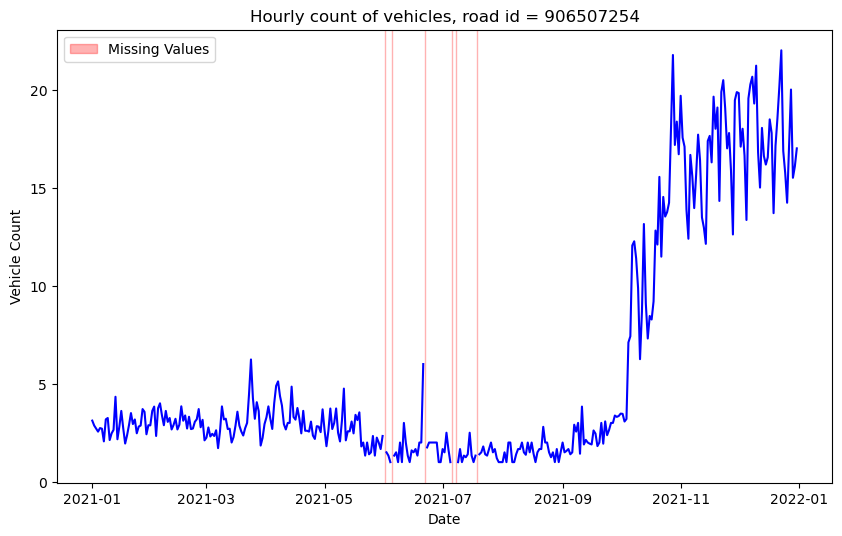 Hourly count of vehicles, road id = 906507254
Missing Values
Vehicle Count
20
15
10
5
0
2021-01 2021-03 2021-05 2021-07 2021-09 2021-11 2022-01
Date